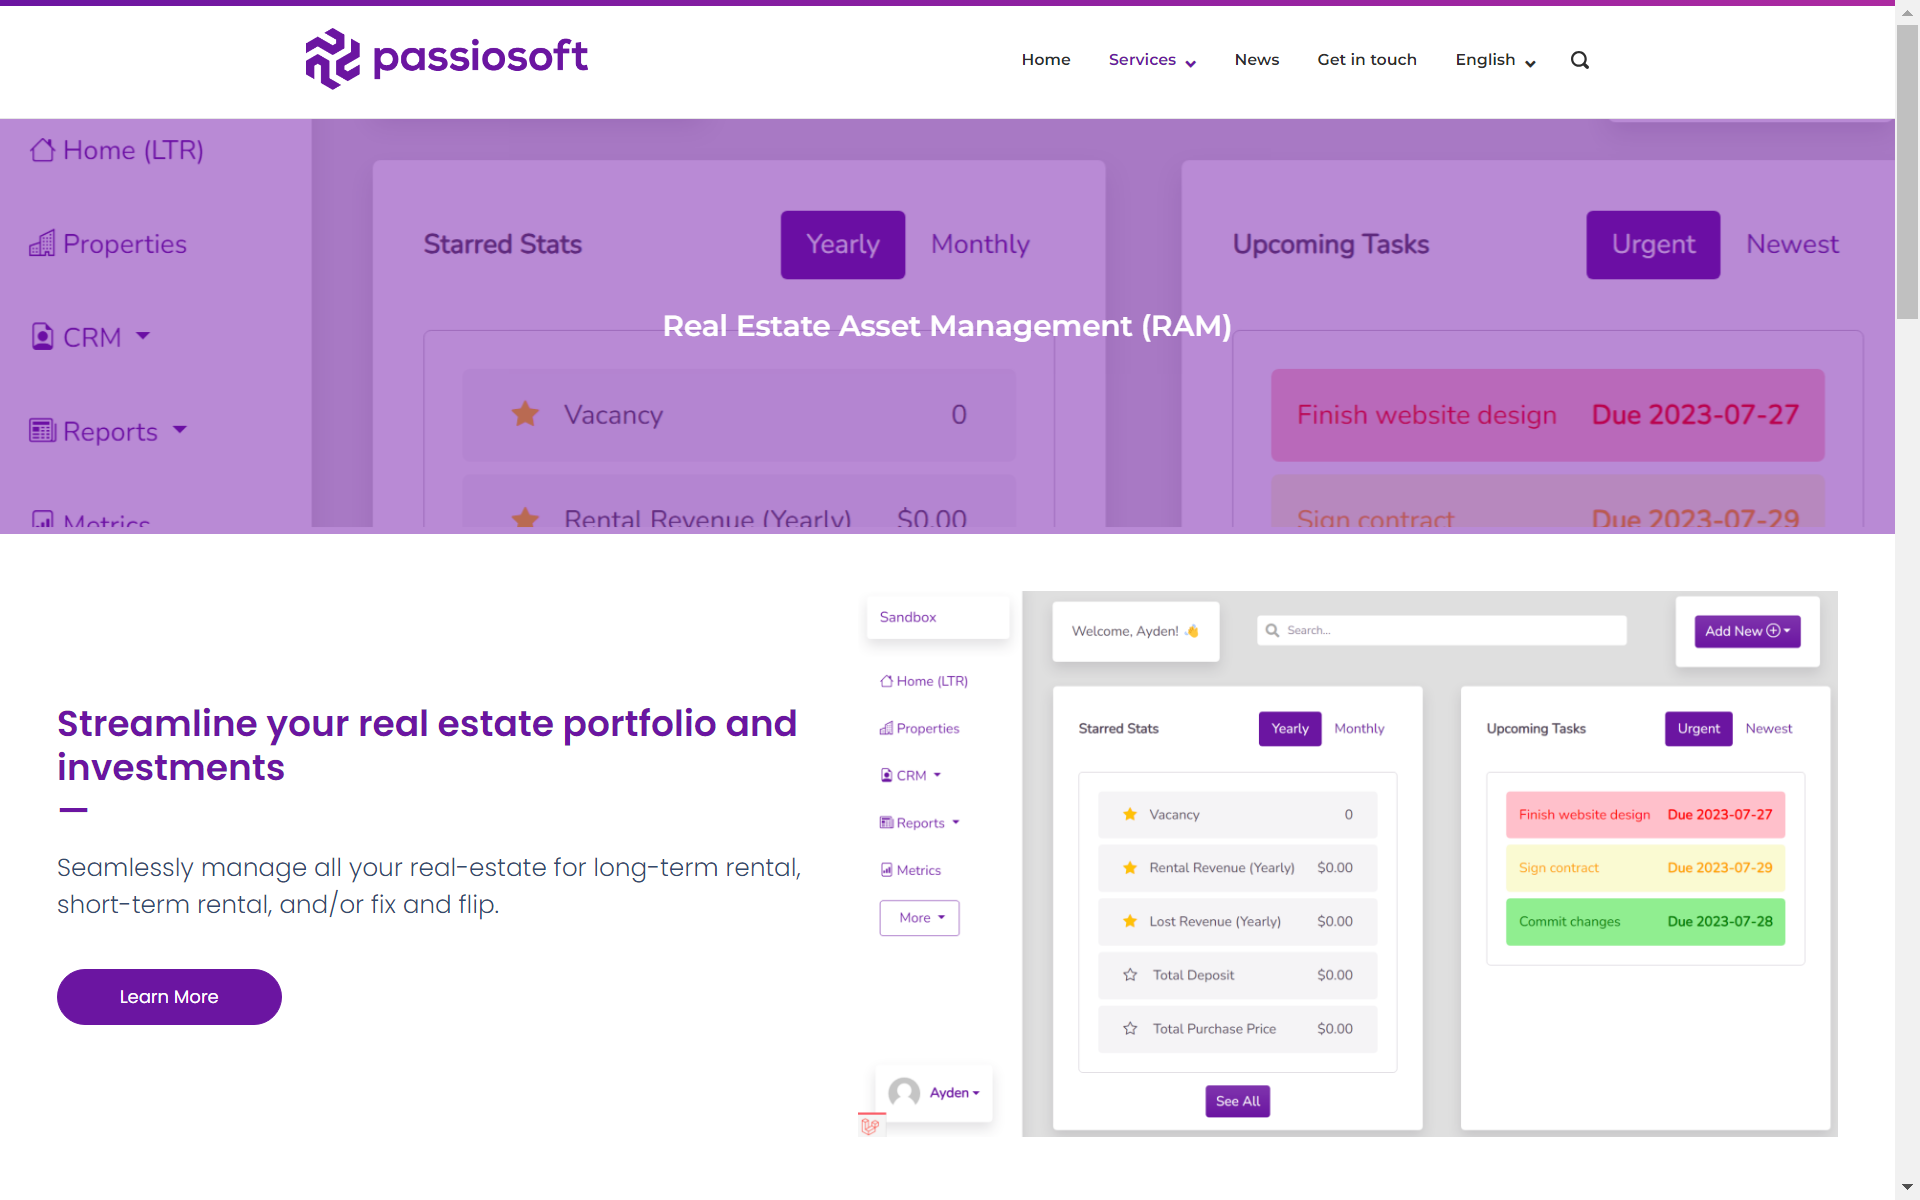 passiosoft
Home Services News Get in touch English
Home (LTR)
Properties
CRM
Reports
Metrics
Starred Stats Yearly Monthly
Vacancy 0
Rental Revenue (Yearly) $0.00
Upcoming Tasks Urgent Newest
Finish website design Due 2023-07-27
Sign contract Due 2023-07-29
Real Estate Asset Management (RAM)
Streamline your real estate portfolio and
investments
Seamlessly manage all your real-estate for long-term rental,
short-term rental, and/or fix and flip.
Learn More
Sandbox
Home (LTR)
Properties
CRM
Reports
Metrics
More
Ayden
Welcome, Ayden! 👋
Search...
Add New
Starred Stats Yearly Monthly
Vacancy 0
Rental Revenue (Yearly) $0.00
Lost Revenue (Yearly) $0.00
Total Deposit $0.00
Total Purchase Price $0.00
See All
Upcoming Tasks Urgent Newest
Finish website design Due 2023-07-27
Sign contract Due 2023-07-29
Commit changes Due 2023-07-28